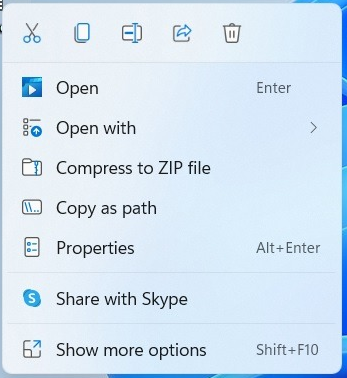 Open Enter
Open with
Compress to ZIP file
Copy as path
Properties Alt+Enter
Share with Skype
Show more options Shift+F10